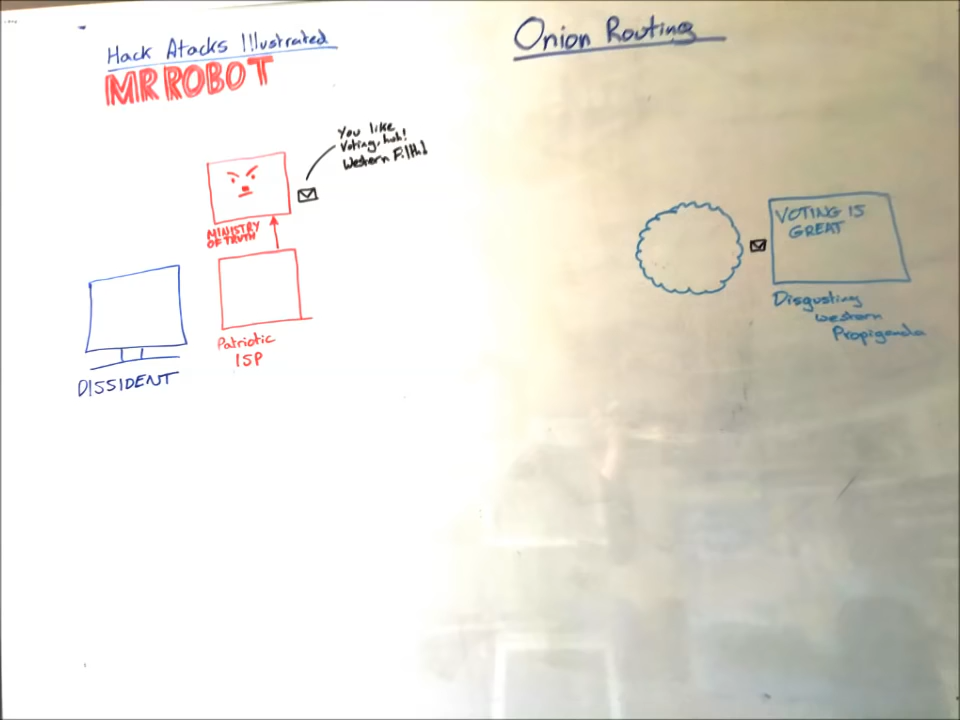 Hack Atacks Illustrated
MR ROBOT
Onion Routing
You like
Voting, huh!
Western Filth!
MINISTRY
OF TRUTH
Patriotic
ISP
DISSIDENT
VOTING IS
GREAT
Disgusting
Western
Propiganda